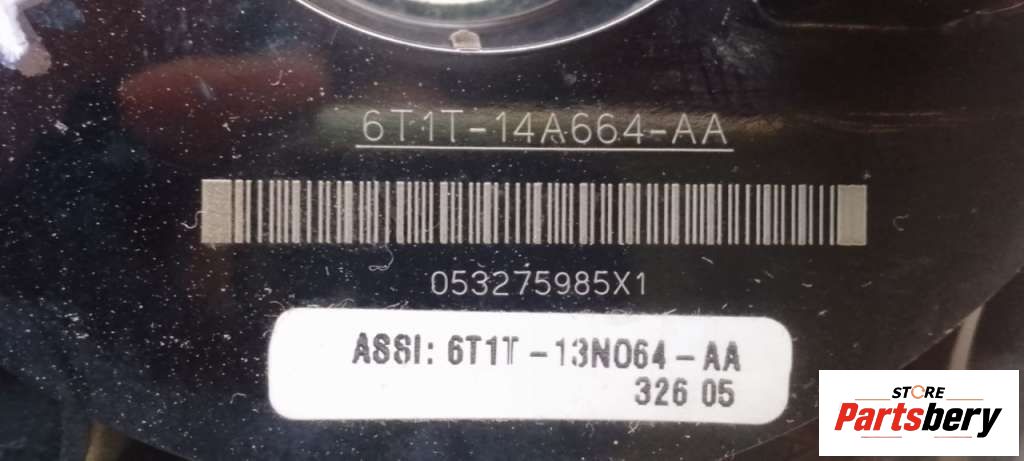 6T1T-14A664-AA
053275985X1
ASSI: 6T1T-13N064-AA
326 05
STORE
Partsbery